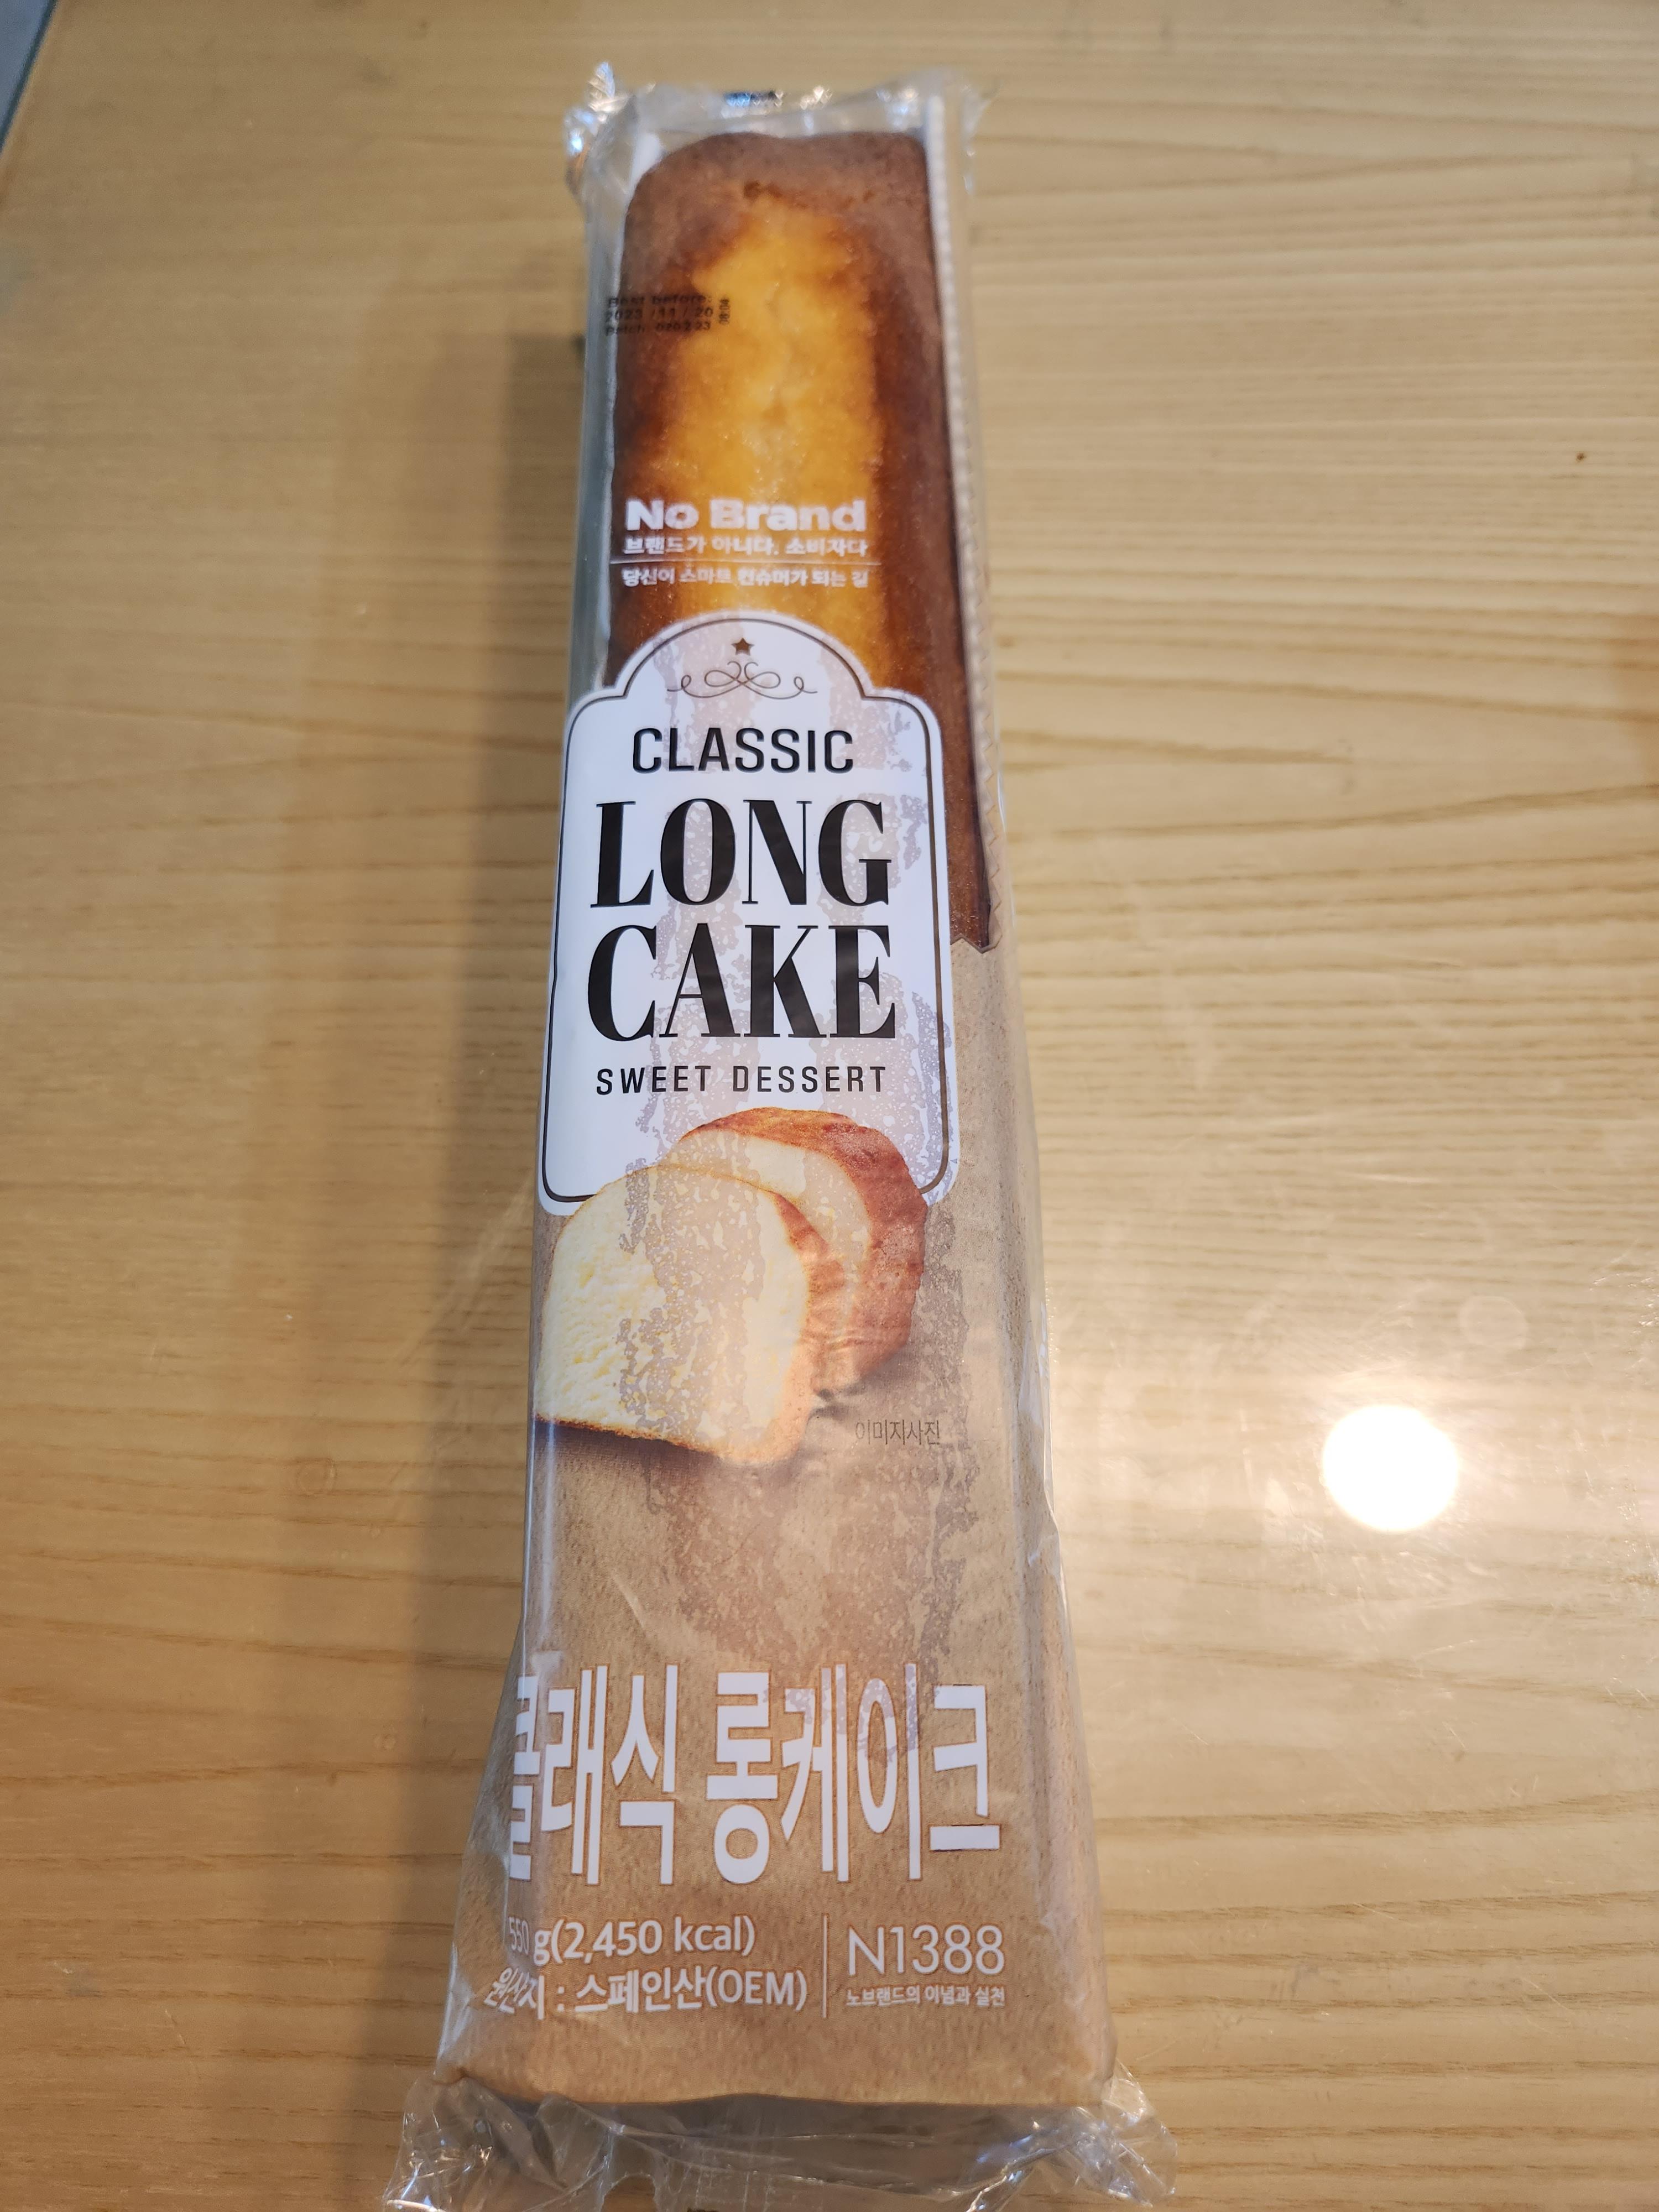 Best before:
2023 /11 / 20
Batch:
No Brand
브랜드가 아니다. 소비자다
당신이 스마트 컨슈머가 되는 길
CLASSIC
LONG
CAKE
SWEET DESSERT
이미지사진
클래식 롱케이크
550 g(2,450 kcal)
원산지 : 스페인산(OEM)
N1388
노브랜드의 이념과 실천